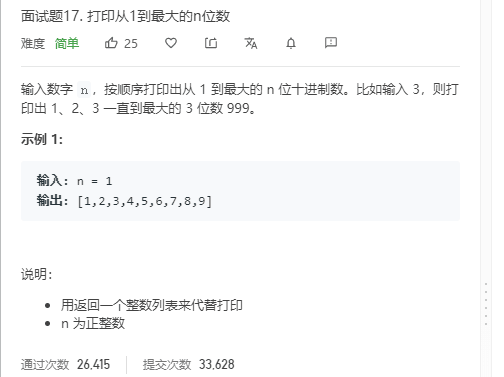 面试题17. 打印从1到最大的n位数
难度 简单 25
输入数字 n，按顺序打印出从 1 到最大的 n 位十进制数。比如输入 3，则打
印出 1、2、3 一直到最大的 3 位数 999。
示例 1:
输入: n = 1
输出: [1,2,3,4,5,6,7,8,9]
说明：
• 用返回一个整数列表来代替打印
• n 为正整数
通过次数 26,415 提交次数 33,628